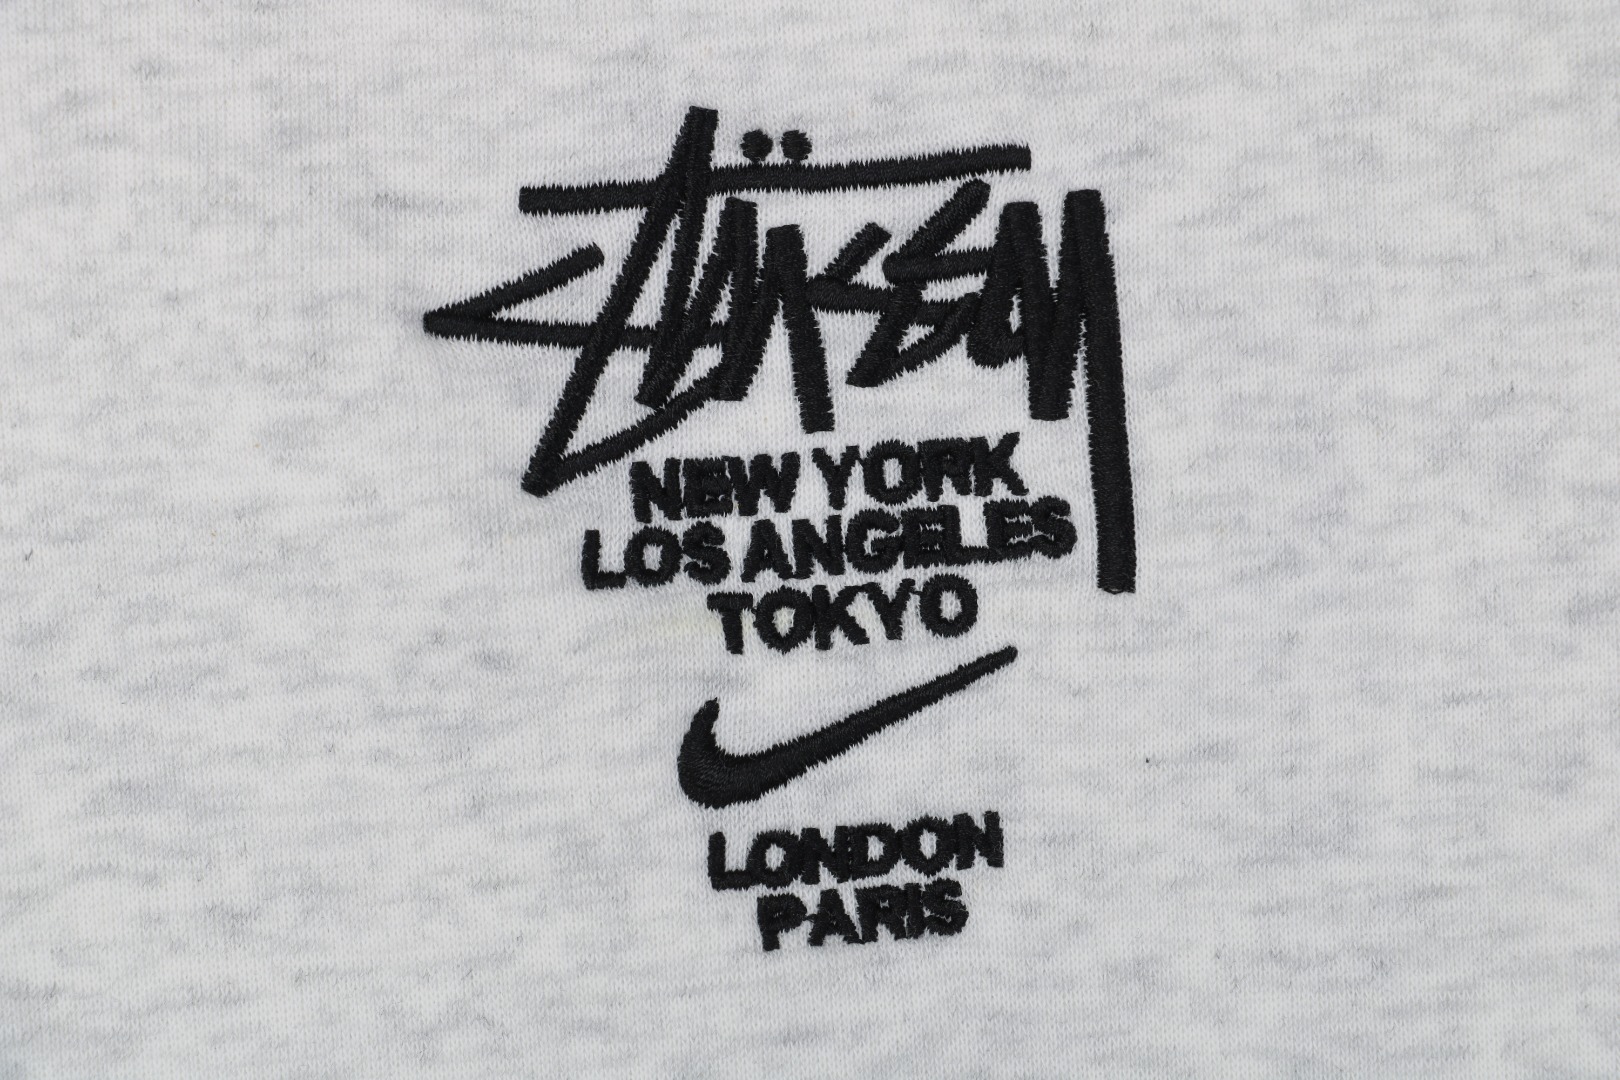 Stüssy
NEW YORK
LOS ANGELES
TOKYO
LONDON
PARIS